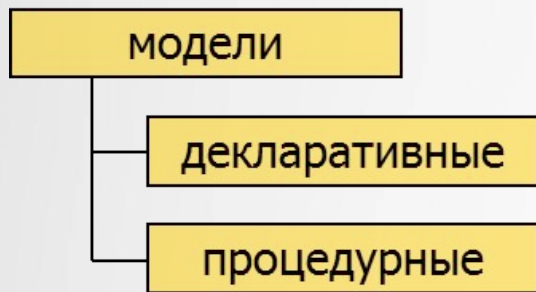 модели
декларативные
процедурные